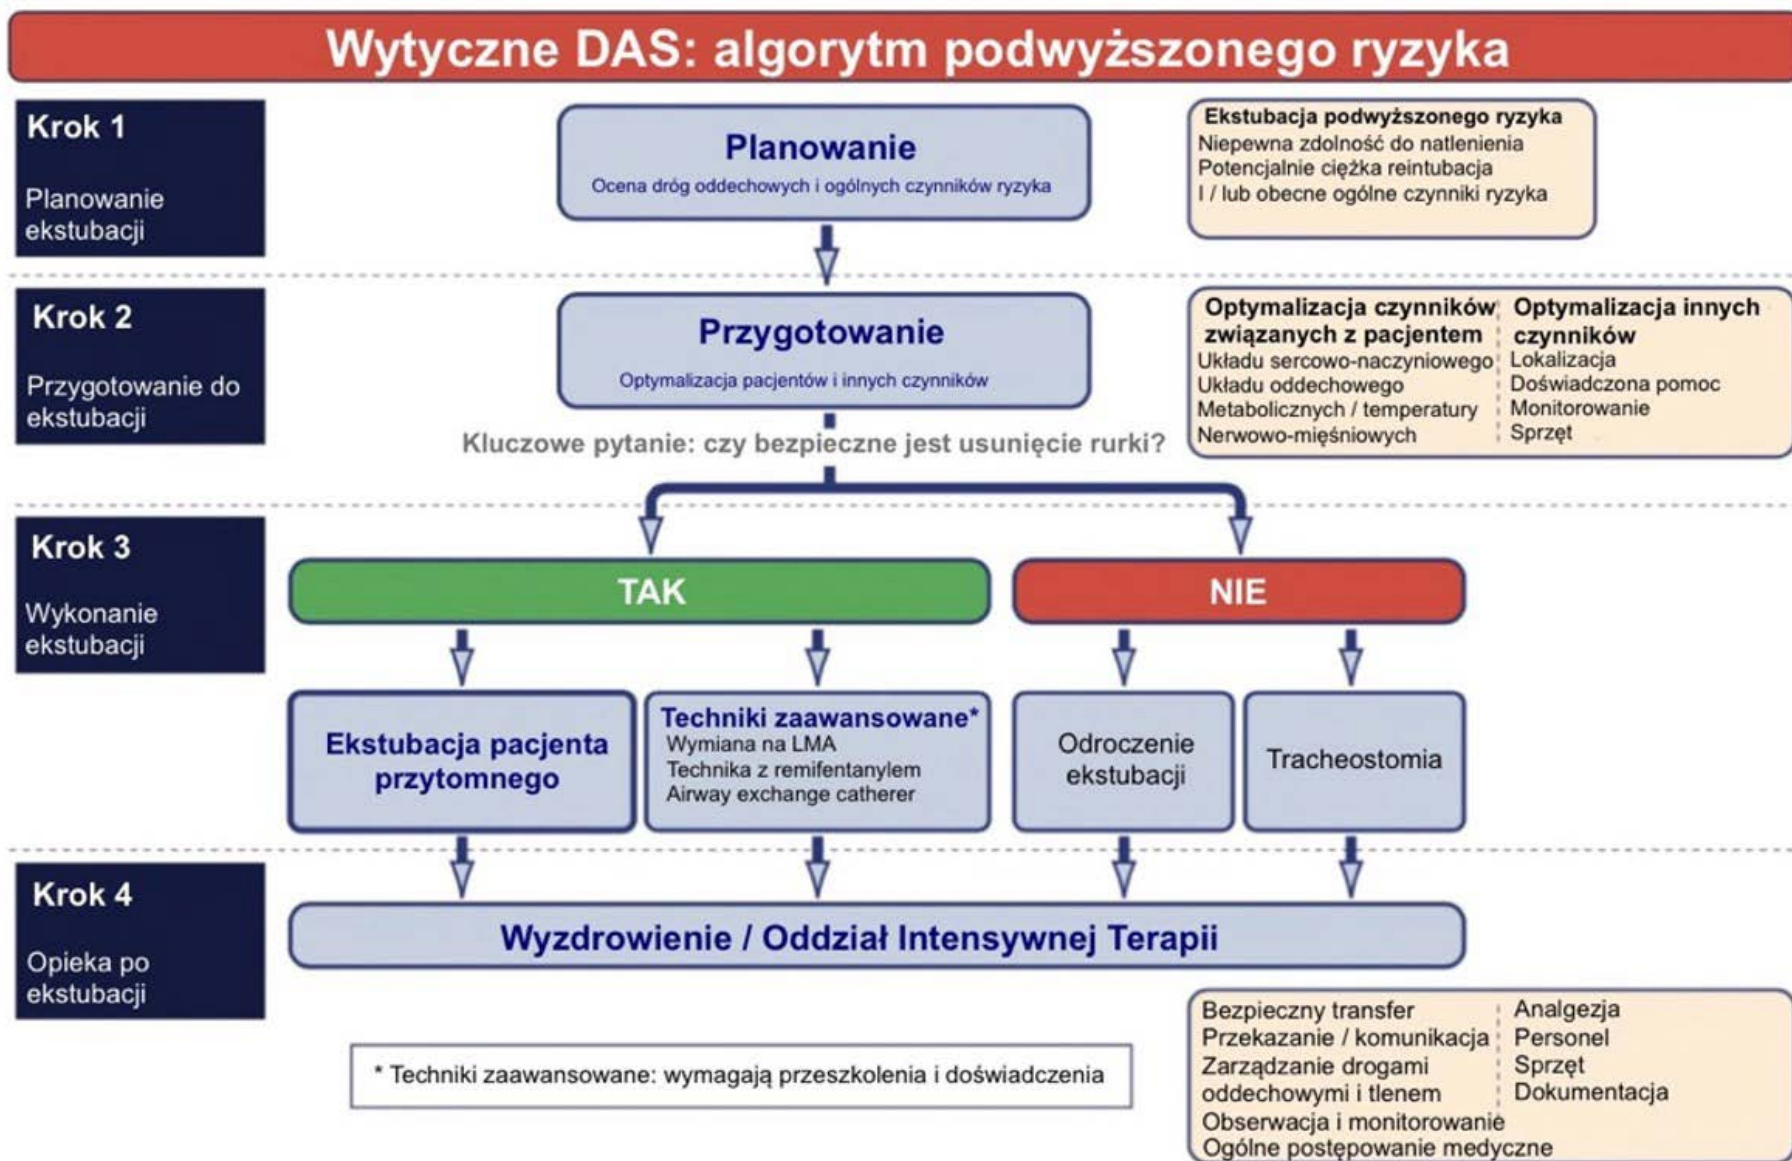 Wytyczne DAS: algorytm podwyższonego ryzyka
Krok 1
Planowanie
ekstubacji
Planowanie
Ocena dróg oddechowych i ogólnych czynników ryzyka
Ekstubacja podwyższonego ryzyka
Niepewna zdolność do natlenienia
Potencjalnie ciężka reintubacja
I / lub obecne ogólne czynniki ryzyka
Krok 2
Przygotowanie do
ekstubacji
Przygotowanie
Optymalizacja pacjentów i innych czynników
Optymalizacja czynników
związanych z pacjentem
Układu sercowo-naczyniowego
Układu oddechowego
Metabolicznych / temperatury
Nerwowo-mięśniowych
Optymalizacja innych
czynników
Lokalizacja
Doświadczona pomoc
Monitorowanie
Sprzęt
Kluczowe pytanie: czy bezpieczne jest usunięcie rurki?
Krok 3
Wykonanie
ekstubacji
TAK
NIE
Ekstubacja pacjenta
przytomnego
Techniki zaawansowane*
Wymiana na LMA
Technika z remifentanylem
Airway exchange catherer
Odroczenie
ekstubacji
Tracheostomia
Krok 4
Opieka po
ekstubacji
Wyzdrowienie / Oddział Intensywnej Terapii
* Techniki zaawansowane: wymagają przeszkolenia i doświadczenia
Bezpieczny transfer
Przekazanie / komunikacja
Zarządzanie drogami
oddechowymi i tlenem
Obserwacja i monitorowanie
Ogólne postępowanie medyczne
Analgezja
Personel
Sprzęt
Dokumentacja